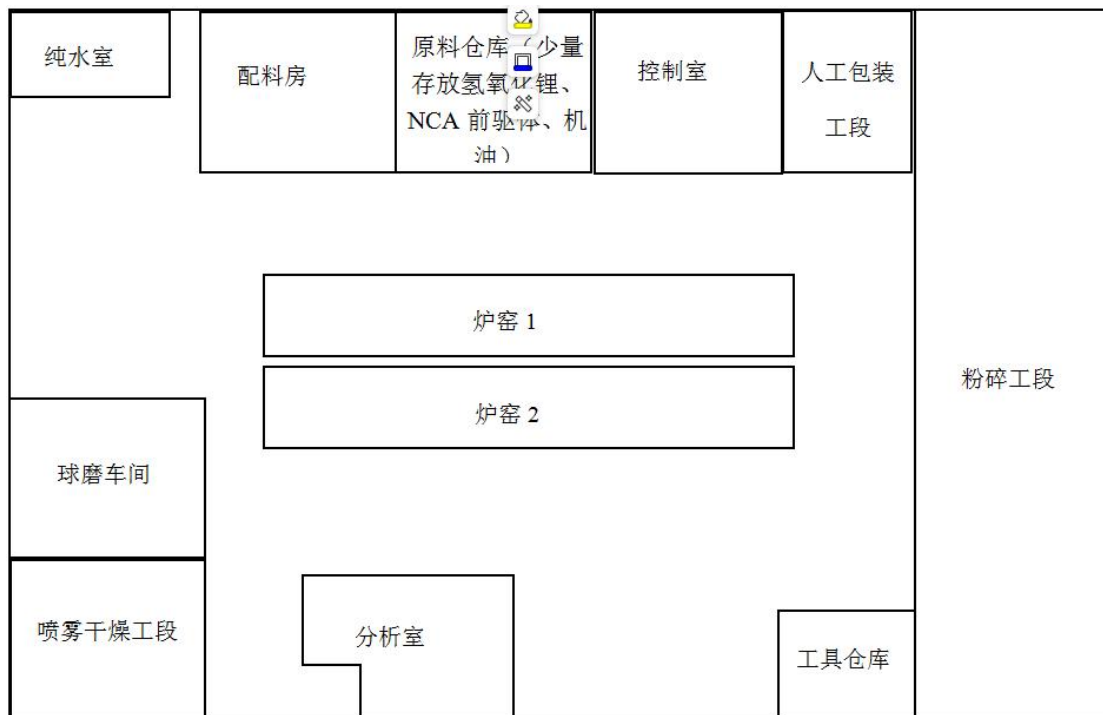 纯水室
配料房
原料仓库（少量
存放氢氧化锂、
NCA 前驱体、机
油）
控制室
人工包装
工段
炉窑 1
炉窑 2
粉碎工段
球磨车间
喷雾干燥工段
分析室
工具仓库